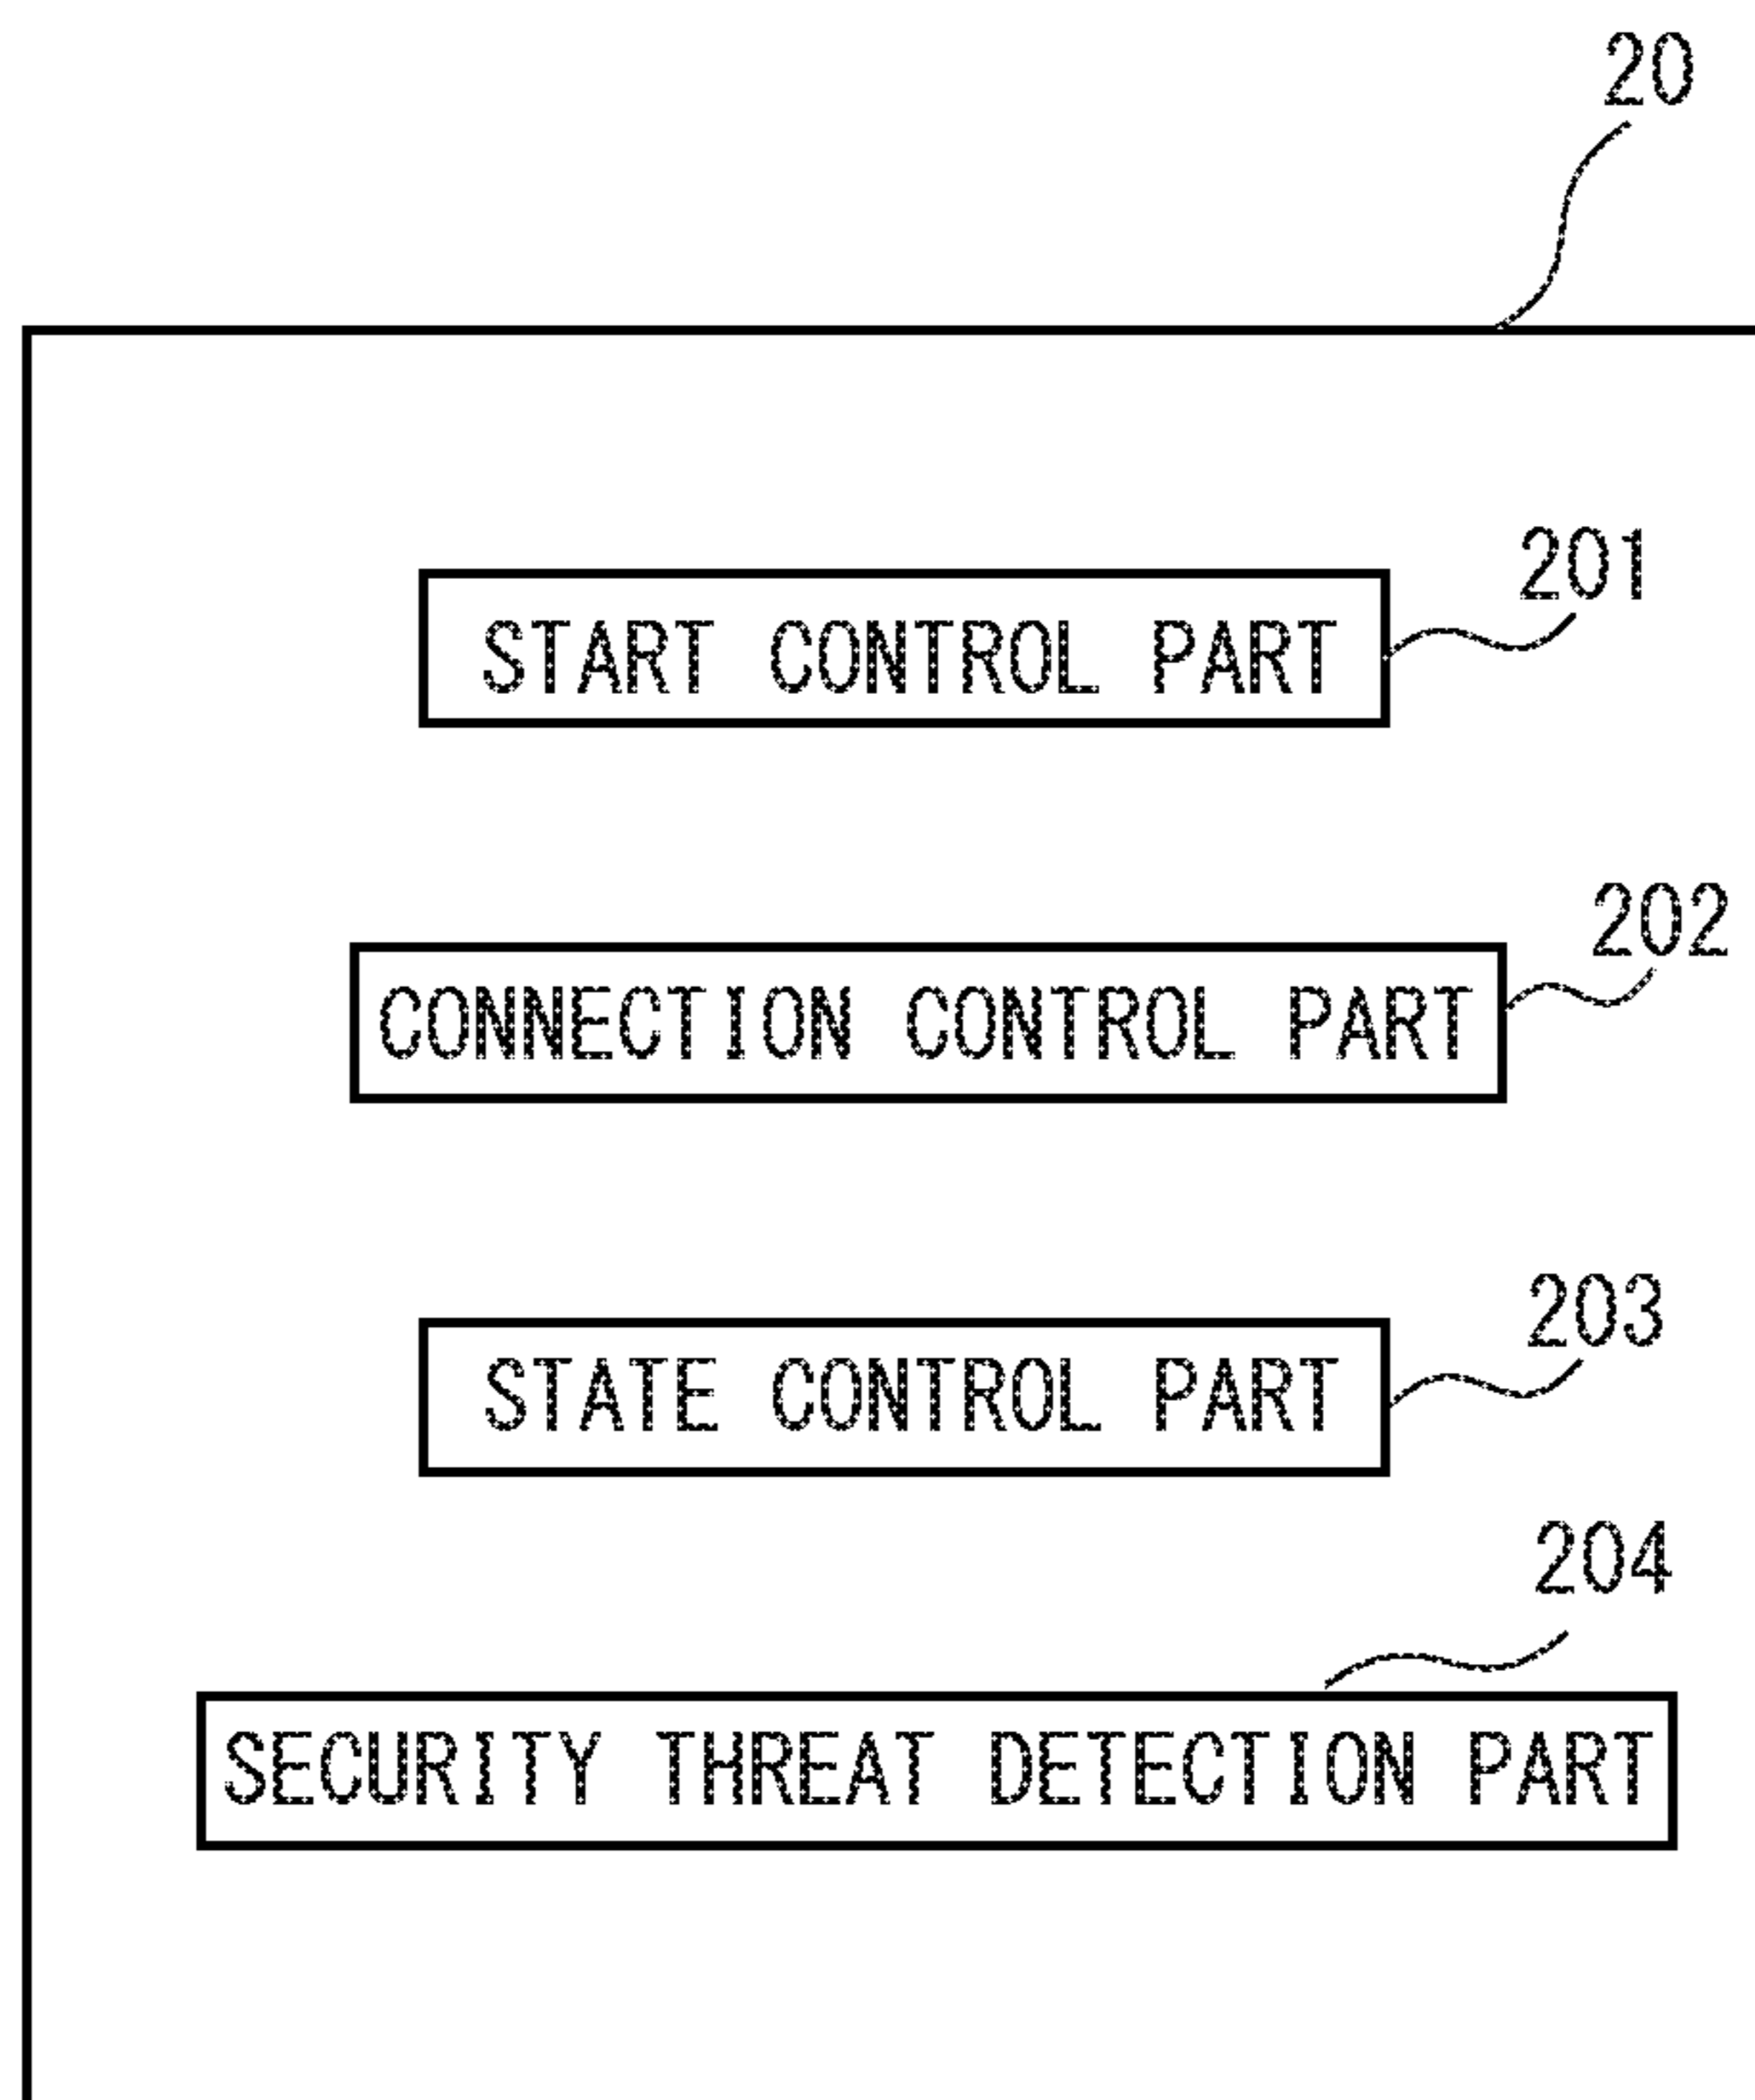 20
201
START CONTROL PART
202
CONNECTION CONTROL PART
203
STATE CONTROL PART
204
SECURITY THREAT DETECTION PART